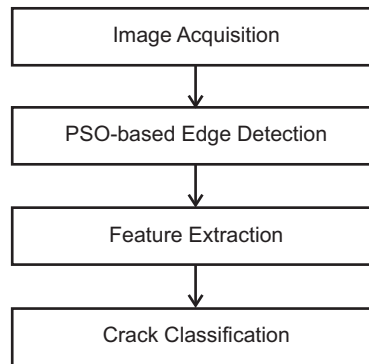 Image Acquisition
PSO-based Edge Detection
Feature Extraction
Crack Classification